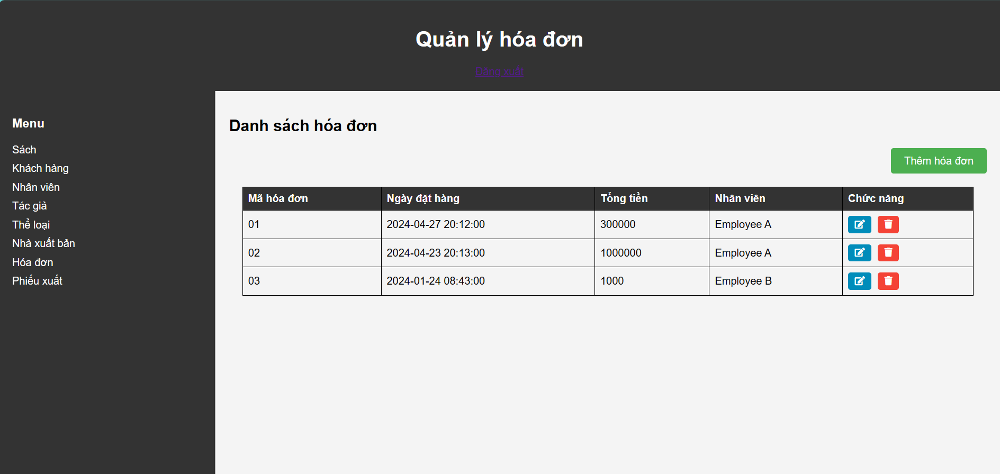 Quản lý hóa đơn
Đăng xuất
Menu
Sách
Khách hàng
Nhân viên
Tác giả
Thể loại
Nhà xuất bản
Hóa đơn
Phiếu xuất
Danh sách hóa đơn
Thêm hóa đơn
Mã hóa đơn Ngày đặt hàng Tổng tiền Nhân viên Chức năng
01 2024-04-27 20:12:00 300000 Employee A
02 2024-04-23 20:13:00 1000000 Employee A
03 2024-01-24 08:43:00 1000 Employee B